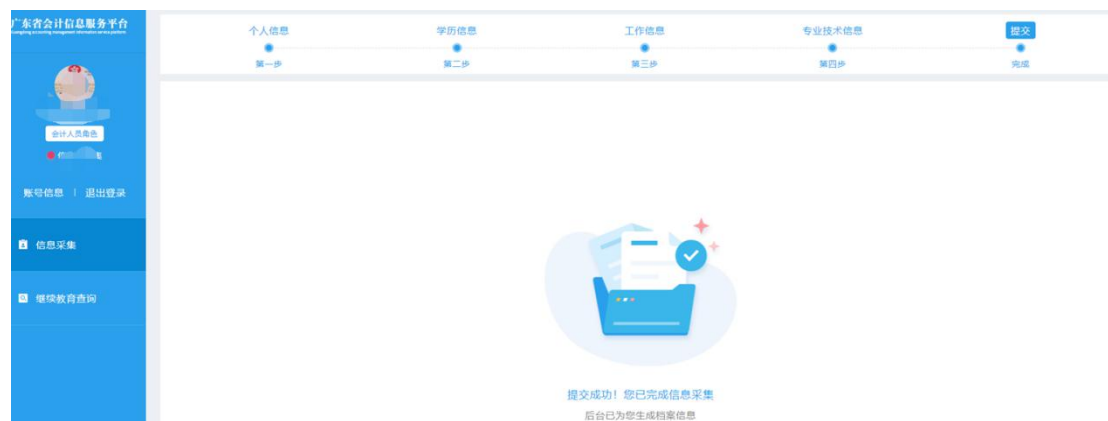 广东省会计信息服务平台
会计人员角色
账号信息 | 退出登录
信息采集
继续教育查询
个人信息
学历信息
工作信息
专业技术信息
提交
第一步
第二步
第三步
第四步
完成
提交成功！您已完成信息采集
后台已为您生成档案信息